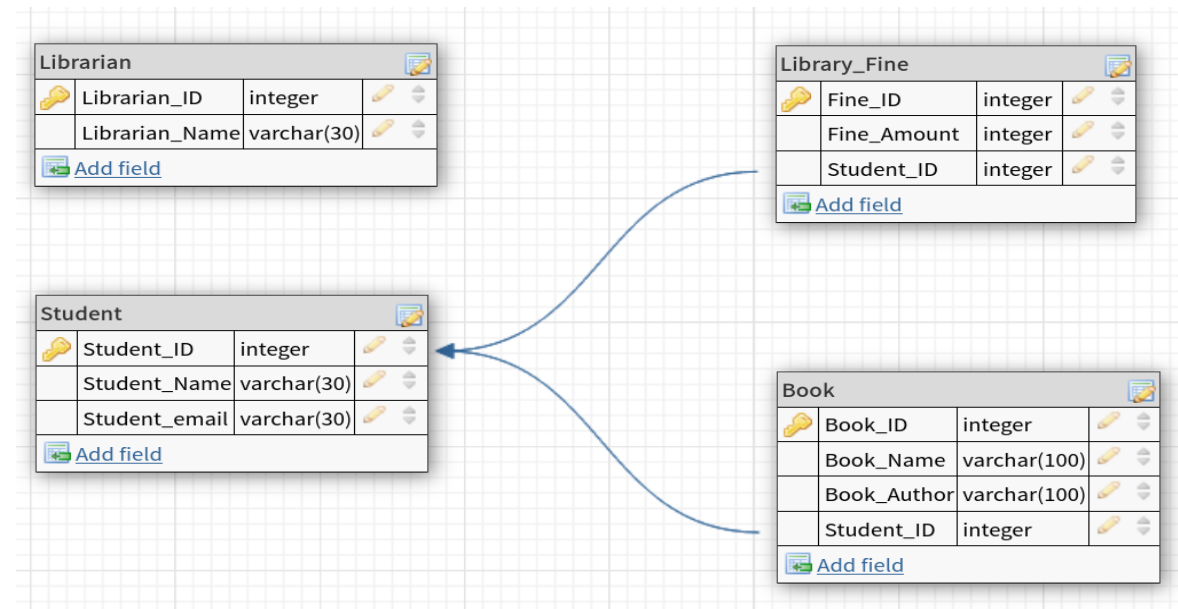 Librarian
Librarian_ID integer
Librarian_Name varchar(30)
Add field
Library_Fine
Fine_ID integer
Fine_Amount integer
Student_ID integer
Add field
Student
Student_ID integer
Student_Name varchar(30)
Student_email varchar(30)
Add field
Book
Book_ID integer
Book_Name varchar(100)
Book_Author varchar(100)
Student_ID integer
Add field